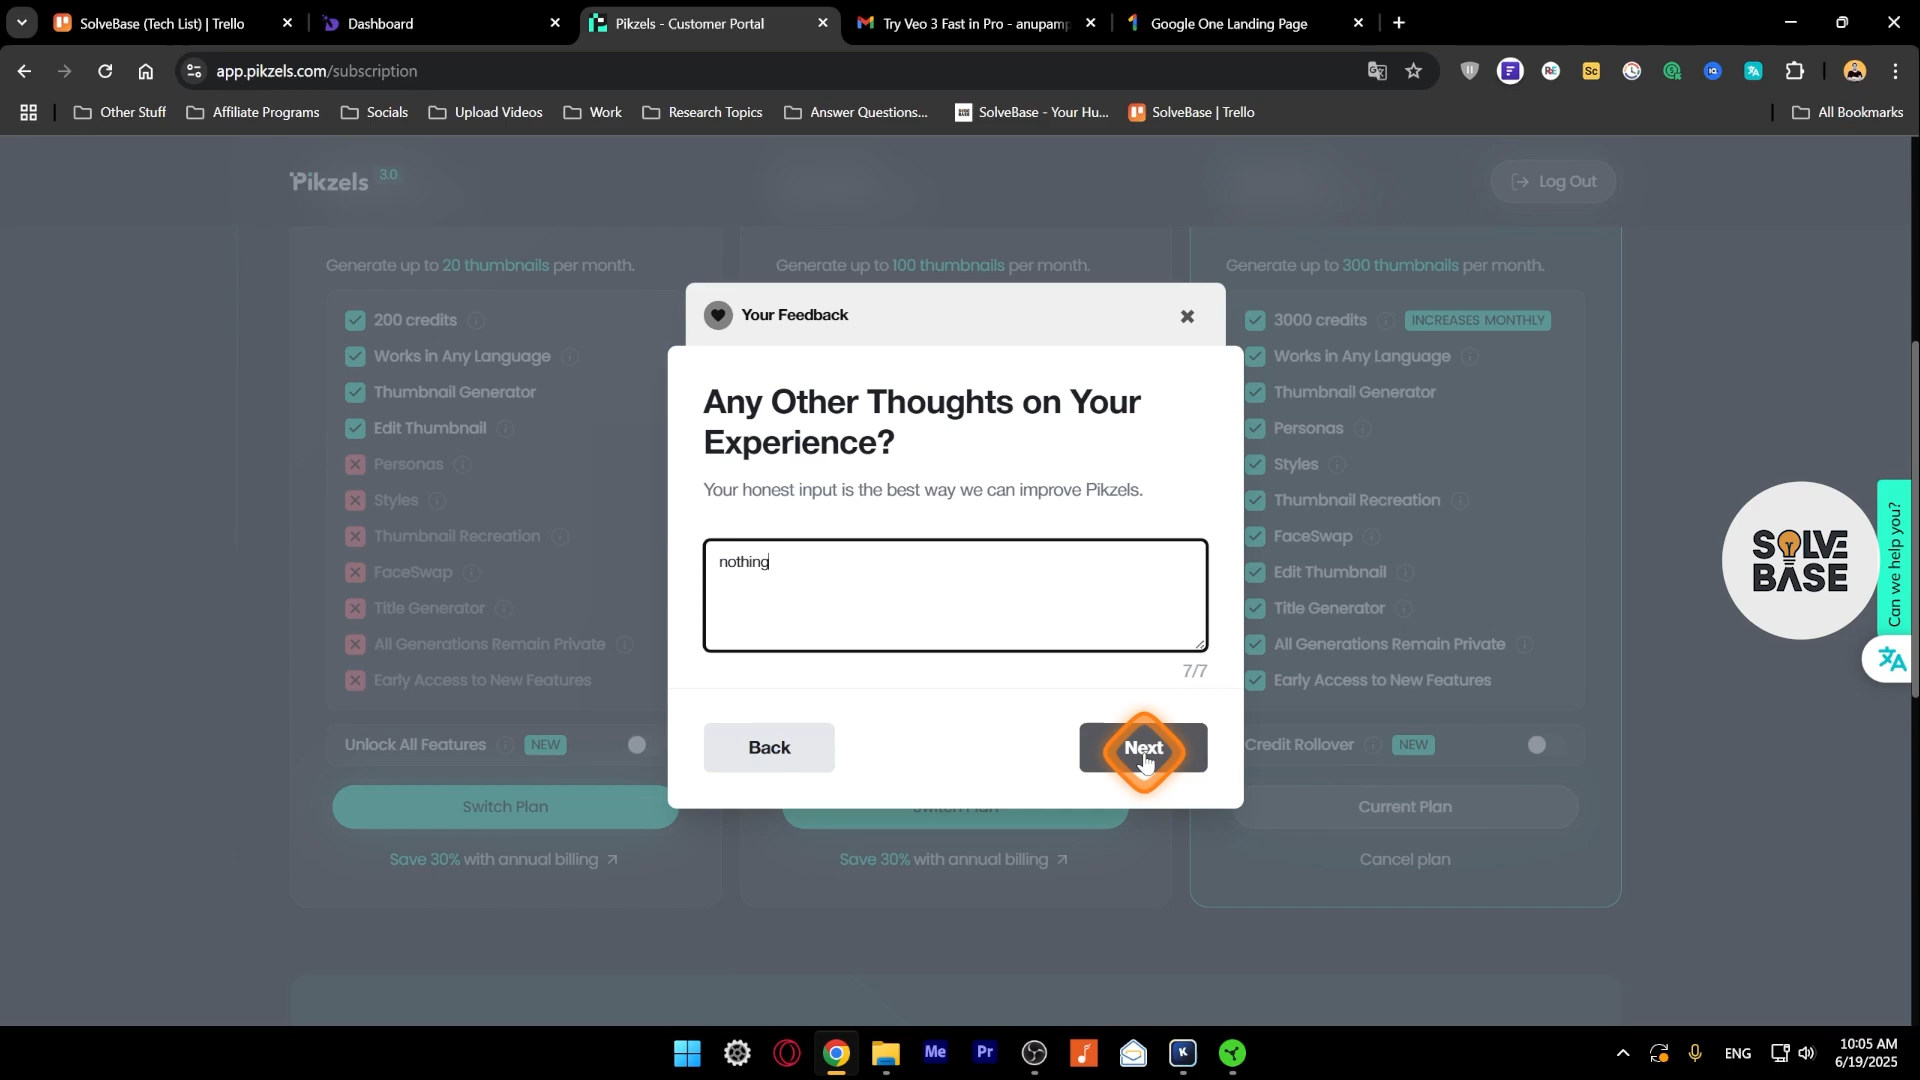 SolveBase (Tech List) | Trello
Dashboard
Pikzels - Customer Portal
Try Veo 3 Fast in Pro - anupamp
Google One Landing Page
app.pikzels.com/subscription
Other Stuff
Affiliate Programs
Socials
Upload Videos
Work
Research Topics
Answer Questions...
SolveBase - Your Hu...
SolveBase | Trello
All Bookmarks
Pikzels 3.0
Log Out
Generate up to 20 thumbnails per month.
Generate up to 100 thumbnails per month.
Generate up to 300 thumbnails per month.
200 credits
Works in Any Language
Thumbnail Generator
Edit Thumbnail
Personas
Styles
Thumbnail Recreation
FaceSwap
Title Generator
All Generations Remain Private
Early Access to New Features
Unlock All Features NEW
Switch Plan
Save 30% with annual billing
Your Feedback
Any Other Thoughts on Your
Experience?
Your honest input is the best way we can improve Pikzels.
nothing
7/7
Back
Next
Switch Plan
Save 30% with annual billing
3000 credits INCREASES MONTHLY
Works in Any Language
Thumbnail Generator
Personas
Styles
Thumbnail Recreation
FaceSwap
Edit Thumbnail
Title Generator
All Generations Remain Private
Early Access to New Features
Credit Rollover NEW
Current Plan
Cancel plan
SOLVE
BASE
Can we help you?
Me
Pr
ENG
10:05 AM
6/19/2025